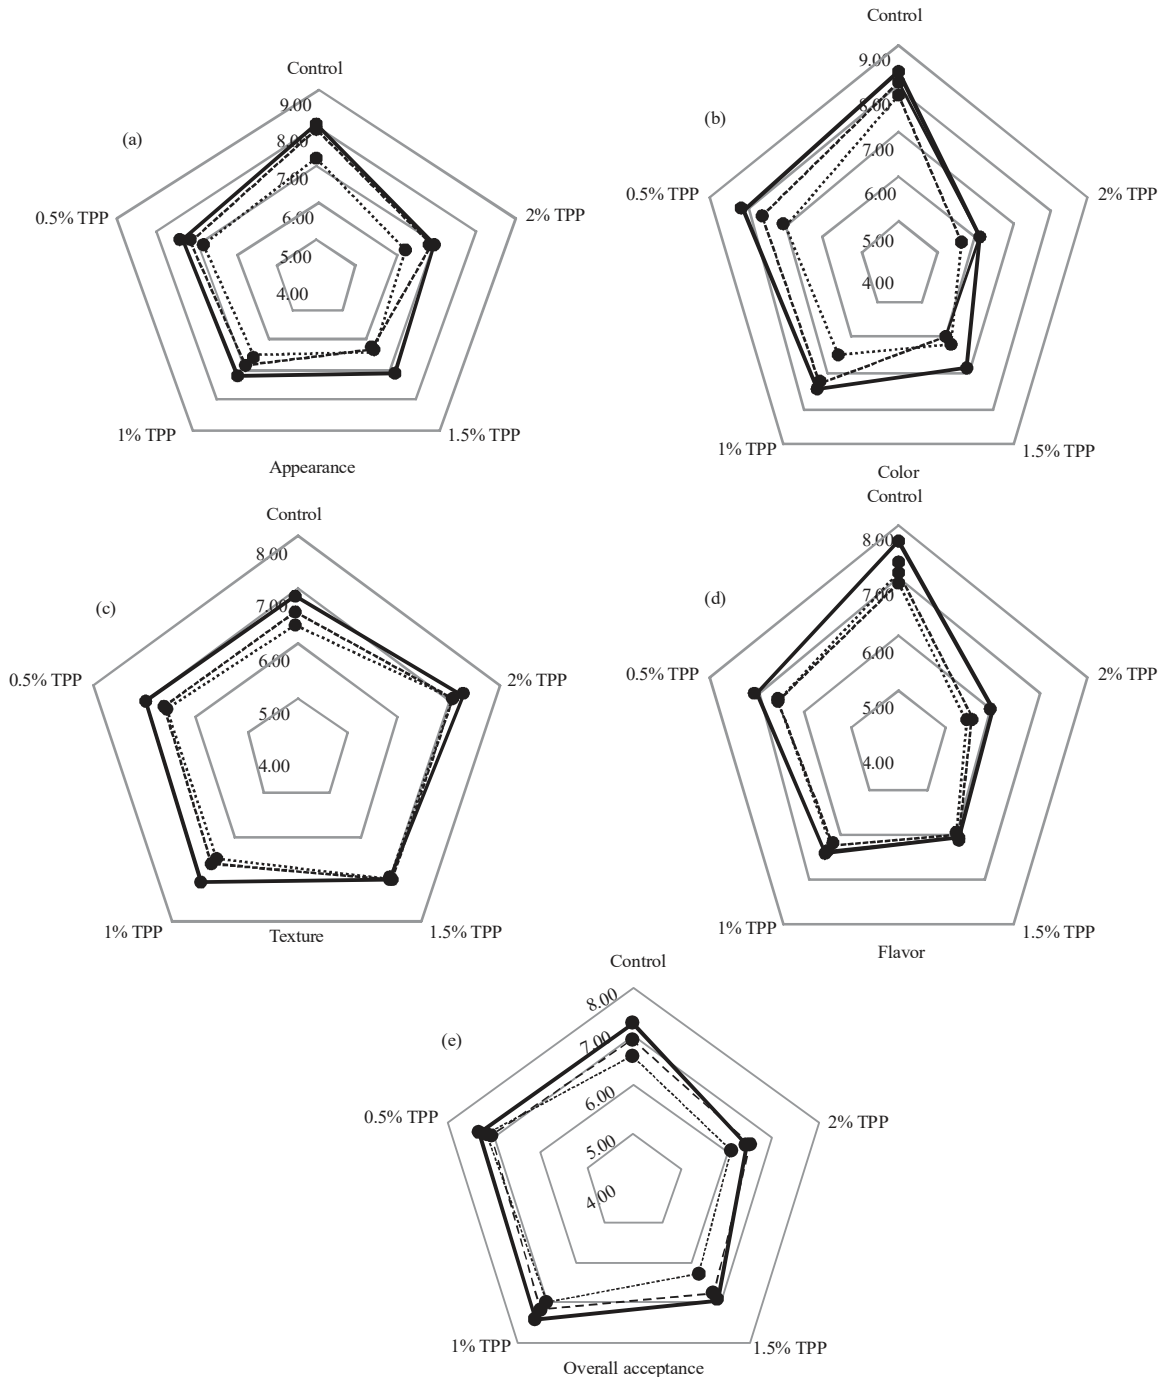 Control
(a)
9.00
8.00
7.00
6.00
5.00
4.00
0.5% TPP
2% TPP
1% TPP
1.5% TPP
Appearance
Control
(b)
9.00
8.00
7.00
6.00
5.00
4.00
0.5% TPP
2% TPP
1% TPP
1.5% TPP
Color
Control
(c)
8.00
7.00
6.00
5.00
4.00
0.5% TPP
2% TPP
1% TPP
1.5% TPP
Texture
Control
(d)
8.00
7.00
6.00
5.00
4.00
0.5% TPP
2% TPP
1% TPP
1.5% TPP
Flavor
Control
(e)
8.00
7.00
6.00
5.00
4.00
0.5% TPP
2% TPP
1% TPP
1.5% TPP
Overall acceptance